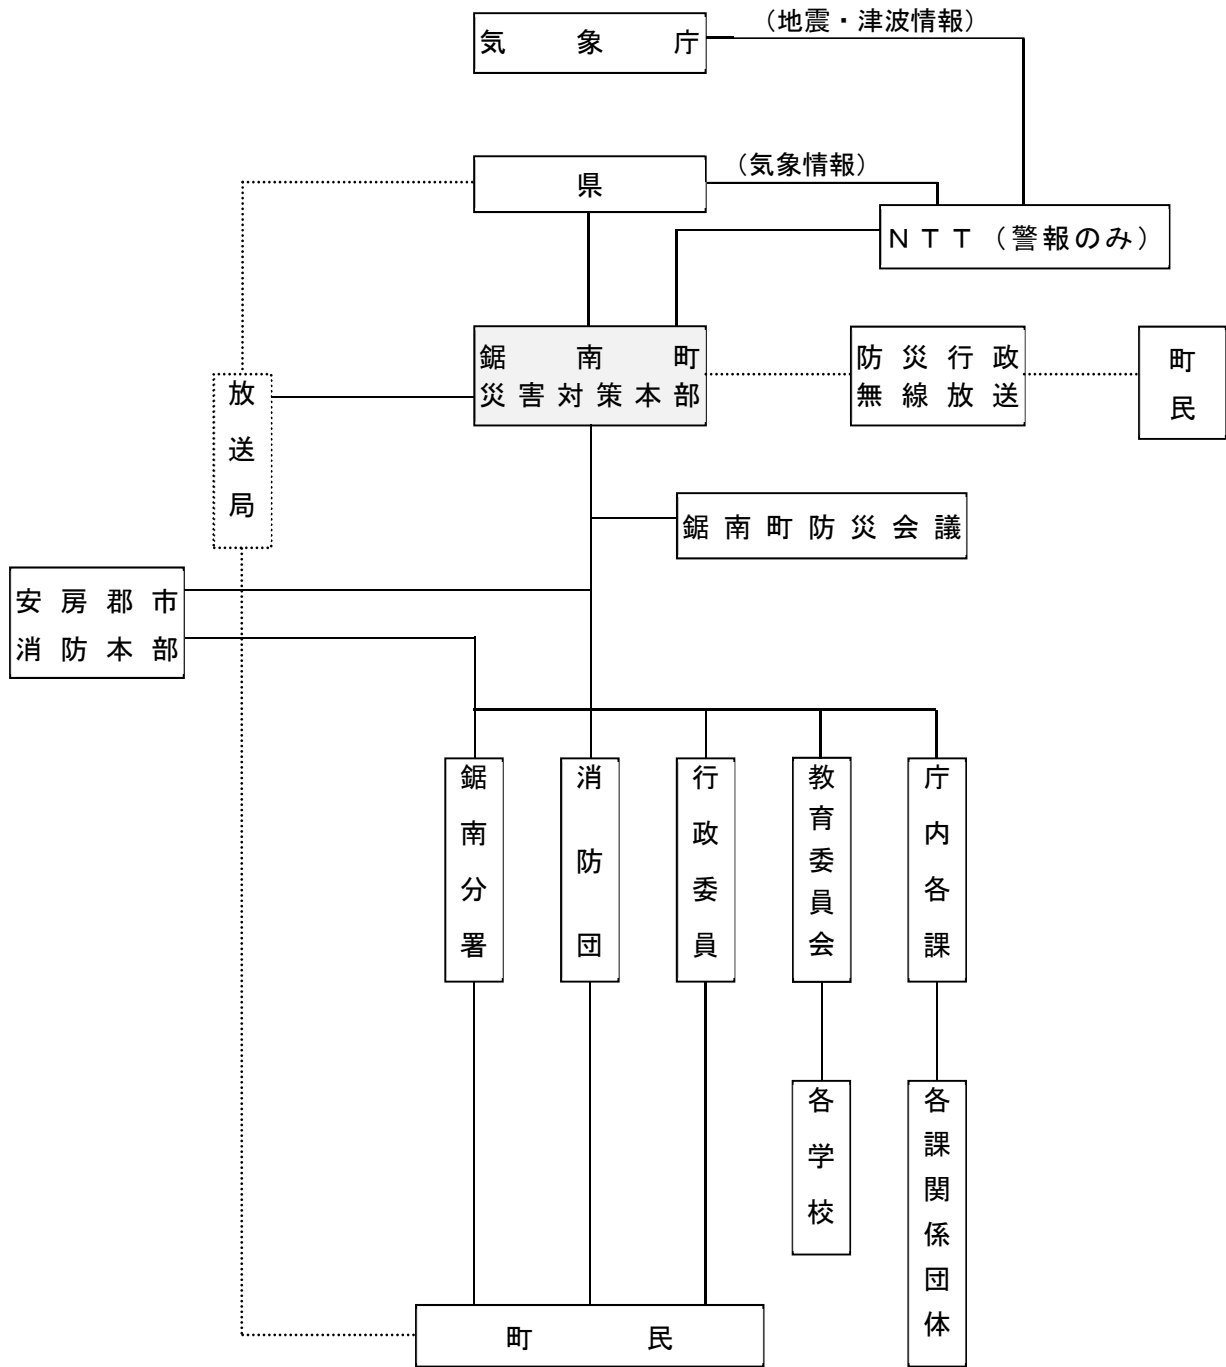 （地震・津波情報）
気象庁
（気象情報）
県
ＮＴＴ（警報のみ）
鋸南町
災害対策本部
防災行政
無線放送
町民
放送局
鋸南町防災会議
安房郡市
消防本部
鋸南分署
消防団
行政委員
教育委員会
庁内各課
各学校
各課関係団体
町民